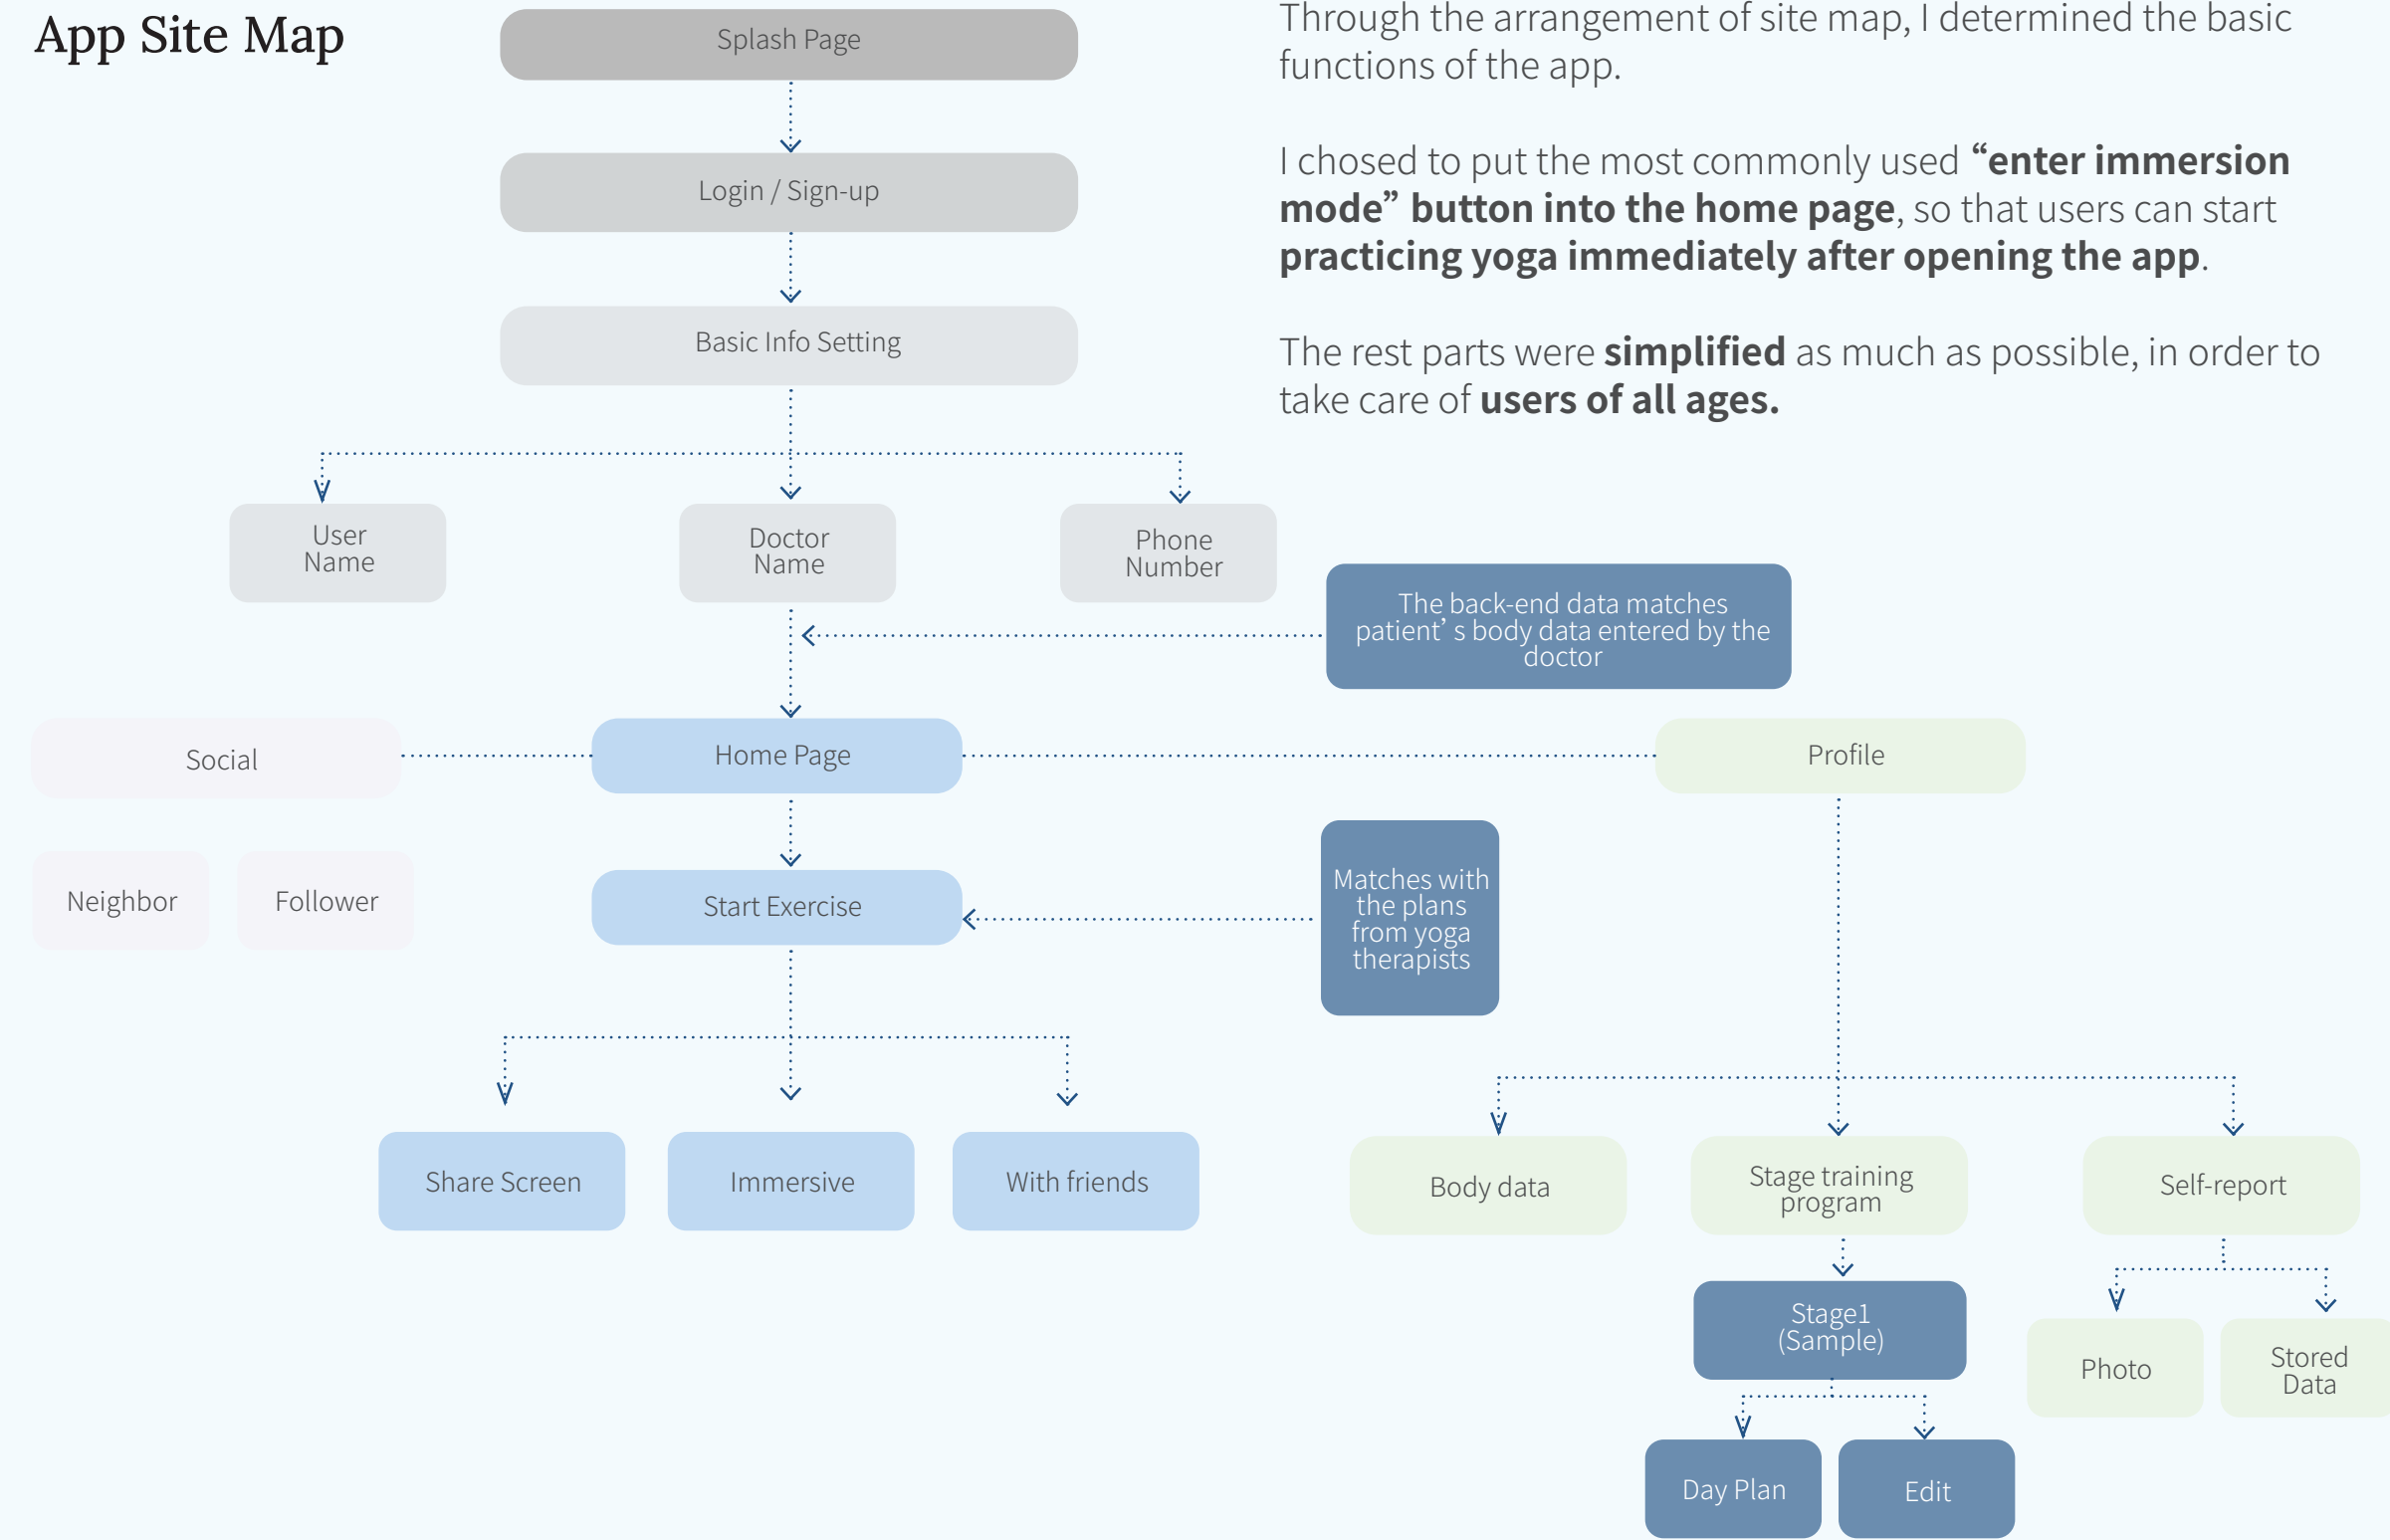 App Site Map
Through the arrangement of site map, I determined the basic
functions of the app.
I chosed to put the most commonly used “enter immersion
mode” button into the home page, so that users can start
practicing yoga immediately after opening the app.
The rest parts were simplified as much as possible, in order to
take care of users of all ages.
Splash Page
Login / Sign-up
Basic Info Setting
User
Name
Doctor
Name
Phone
Number
The back-end data matches
patient’ s body data entered by the
doctor
Social
Home Page
Profile
Neighbor
Follower
Start Exercise
Matches with
the plans
from yoga
therapists
Share Screen
Immersive
With friends
Body data
Stage training
program
Self-report
Stage1
(Sample)
Photo
Stored
Data
Day Plan
Edit